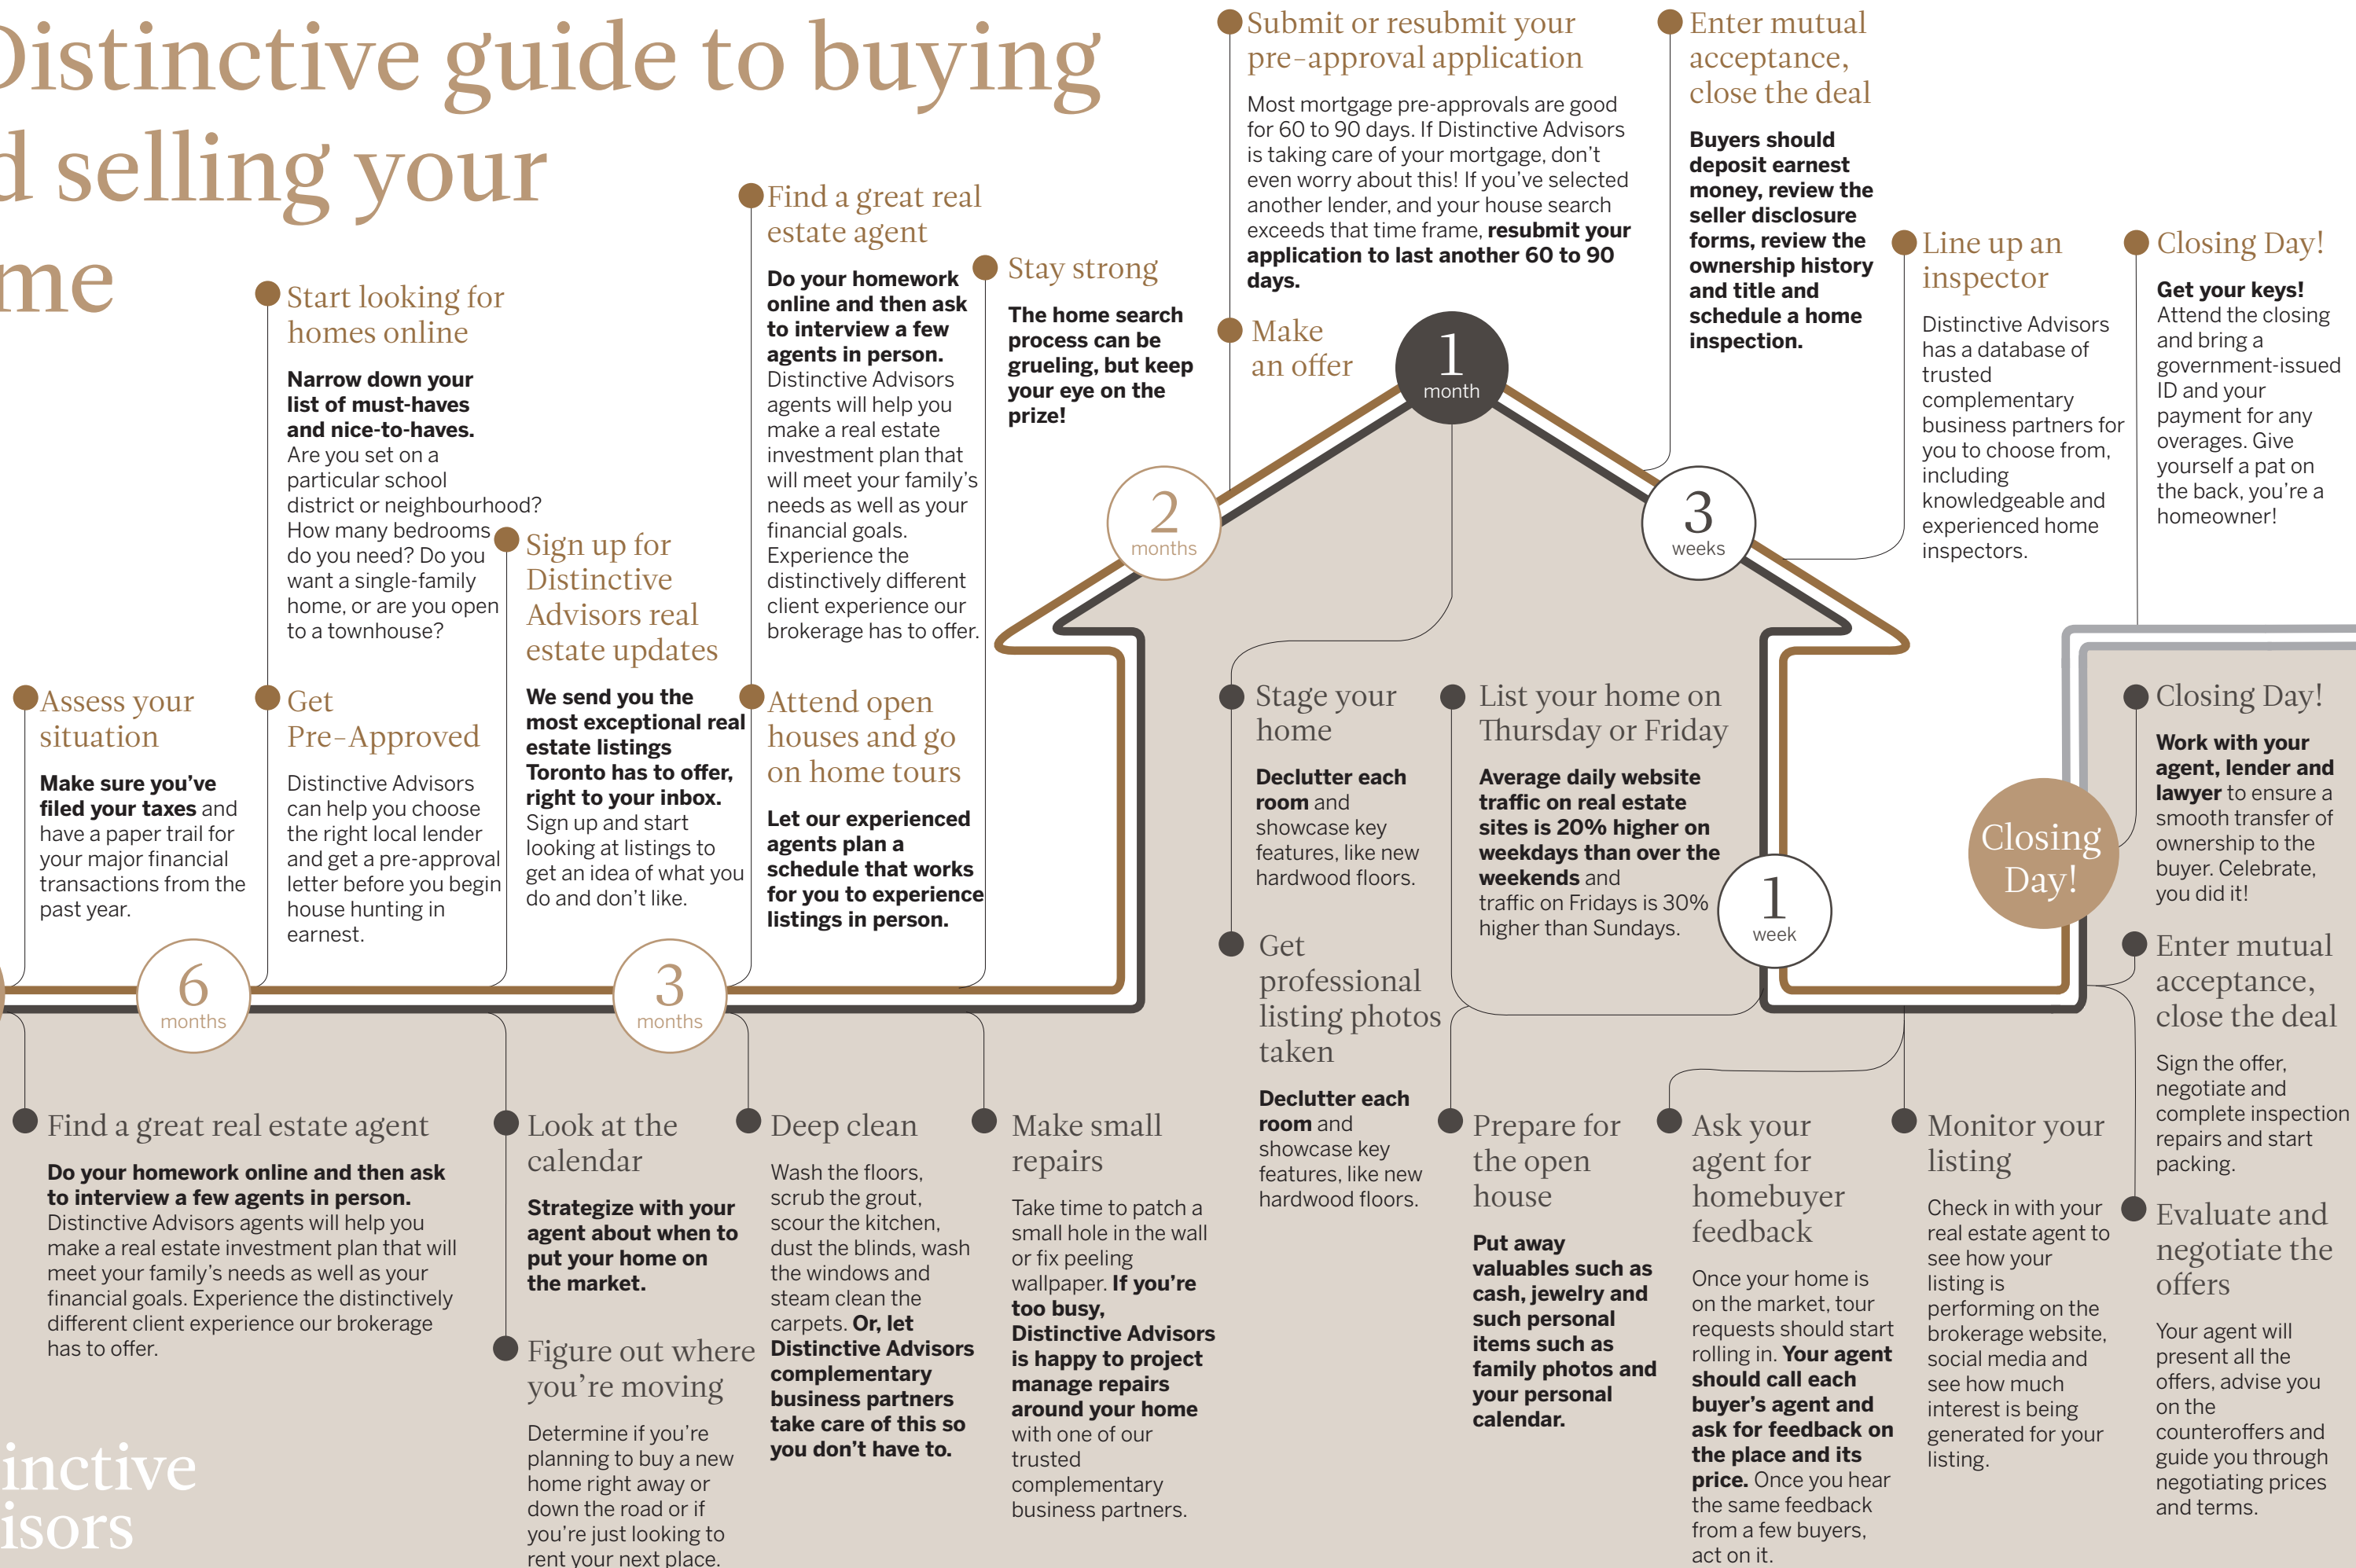 Distinctive guide to buying
d selling your
me
Start looking for
homes online
Narrow down your
list of must-haves
and nice-to-haves.
Are you set on a
particular school
district or neighbourhood?
How many bedrooms
do you need? Do you
want a single-family
home, or are you open
to a townhouse?
Find a great real
estate agent
Do your homework
online and then ask
to interview a few
agents in person.
Distinctive Advisors
agents will help you
make a real estate
investment plan that
will meet your family's
needs as well as your
financial goals.
Experience the
distinctively different
client experience our
brokerage has to offer.
Stay strong
The home search
process can be
grueling, but keep
your eye on the
prize!
Submit or resubmit your
pre-approval application
Most mortgage pre-approvals are good
for 60 to 90 days. If Distinctive Advisors
is taking care of your mortgage, don't
even worry about this! If you've selected
another lender, and your house search
exceeds that time frame, resubmit your
application to last another 60 to 90
days.
Make
an offer
1
month
Enter mutual
acceptance,
close the deal
Buyers should
deposit earnest
money, review the
seller disclosure
forms, review the
ownership history
and title and
schedule a home
inspection.
Line up an
inspector
Distinctive Advisors
has a database of
trusted
complementary
business partners for
you to choose from,
including
knowledgeable and
experienced home
inspectors.
Closing Day!
Get your keys!
Attend the closing
and bring a
government-issued
ID and your
payment for any
overages. Give
yourself a pat on
the back, you're a
homeowner!
2
months
3
weeks
Assess your
situation
Make sure you've
filed your taxes and
have a paper trail for
your major financial
transactions from the
past year.
Get
Pre-Approved
Distinctive Advisors
can help you choose
the right local lender
and get a pre-approval
letter before you begin
house hunting in
earnest.
Sign up for
Distinctive
Advisors real
estate updates
We send you the
most exceptional real
estate listings
Toronto has to offer,
right to your inbox.
Sign up and start
looking at listings to
get an idea of what you
do and don't like.
Attend open
houses and go
on home tours
Let our experienced
agents plan a
schedule that works
for you to experience
listings in person.
6
months
3
months
Stage your
home
Declutter each
room and
showcase key
features, like new
hardwood floors.
List your home on
Thursday or Friday
Average daily website
traffic on real estate
sites is 20% higher on
weekdays than over the
weekends and
traffic on Fridays is 30%
higher than Sundays.
1
week
Closing
Day!
Closing Day!
Work with your
agent, lender and
lawyer to ensure a
smooth transfer of
ownership to the
buyer. Celebrate,
you did it!
Get
professional
listing photos
taken
Declutter each
room and
showcase key
features, like new
hardwood floors.
Enter mutual
acceptance,
close the deal
Sign the offer,
negotiate and
complete inspection
repairs and start
packing.
Find a great real estate agent
Do your homework online and then ask
to interview a few agents in person.
Distinctive Advisors agents will help you
make a real estate investment plan that will
meet your family's needs as well as your
financial goals. Experience the distinctively
different client experience our brokerage
has to offer.
Look at the
calendar
Strategize with your
agent about when to
put your home on
the market.
Figure out where
you're moving
Determine if you're
planning to buy a new
home right away or
down the road or if
you're just looking to
rent your next place.
Deep clean
Wash the floors,
scrub the grout,
scour the kitchen,
dust the blinds, wash
the windows and
steam clean the
carpets. Or, let
Distinctive Advisors
complementary
business partners
take care of this so
you don't have to.
Make small
repairs
Take time to patch a
small hole in the wall
or fix peeling
wallpaper. If you're
too busy,
Distinctive Advisors
is happy to project
manage repairs
around your home
with one of our
trusted
complementary
business partners.
Prepare for
the open
house
Put away
valuables such as
cash, jewelry and
such personal
items such as
family photos and
your personal
calendar.
Ask your
agent for
homebuyer
feedback
Once your home is
on the market, tour
requests should start
rolling in. Your agent
should call each
buyer's agent and
ask for feedback on
the place and its
price. Once you hear
the same feedback
from a few buyers,
act on it.
Monitor your
listing
Check in with your
real estate agent to
see how your
listing is
performing on the
brokerage website,
social media and
see how much
interest is being
generated for your
listing.
Evaluate and
negotiate the
offers
Your agent will
present all the
offers, advise you
on the
counteroffers and
guide you through
negotiating prices
and terms.
inctive
isors